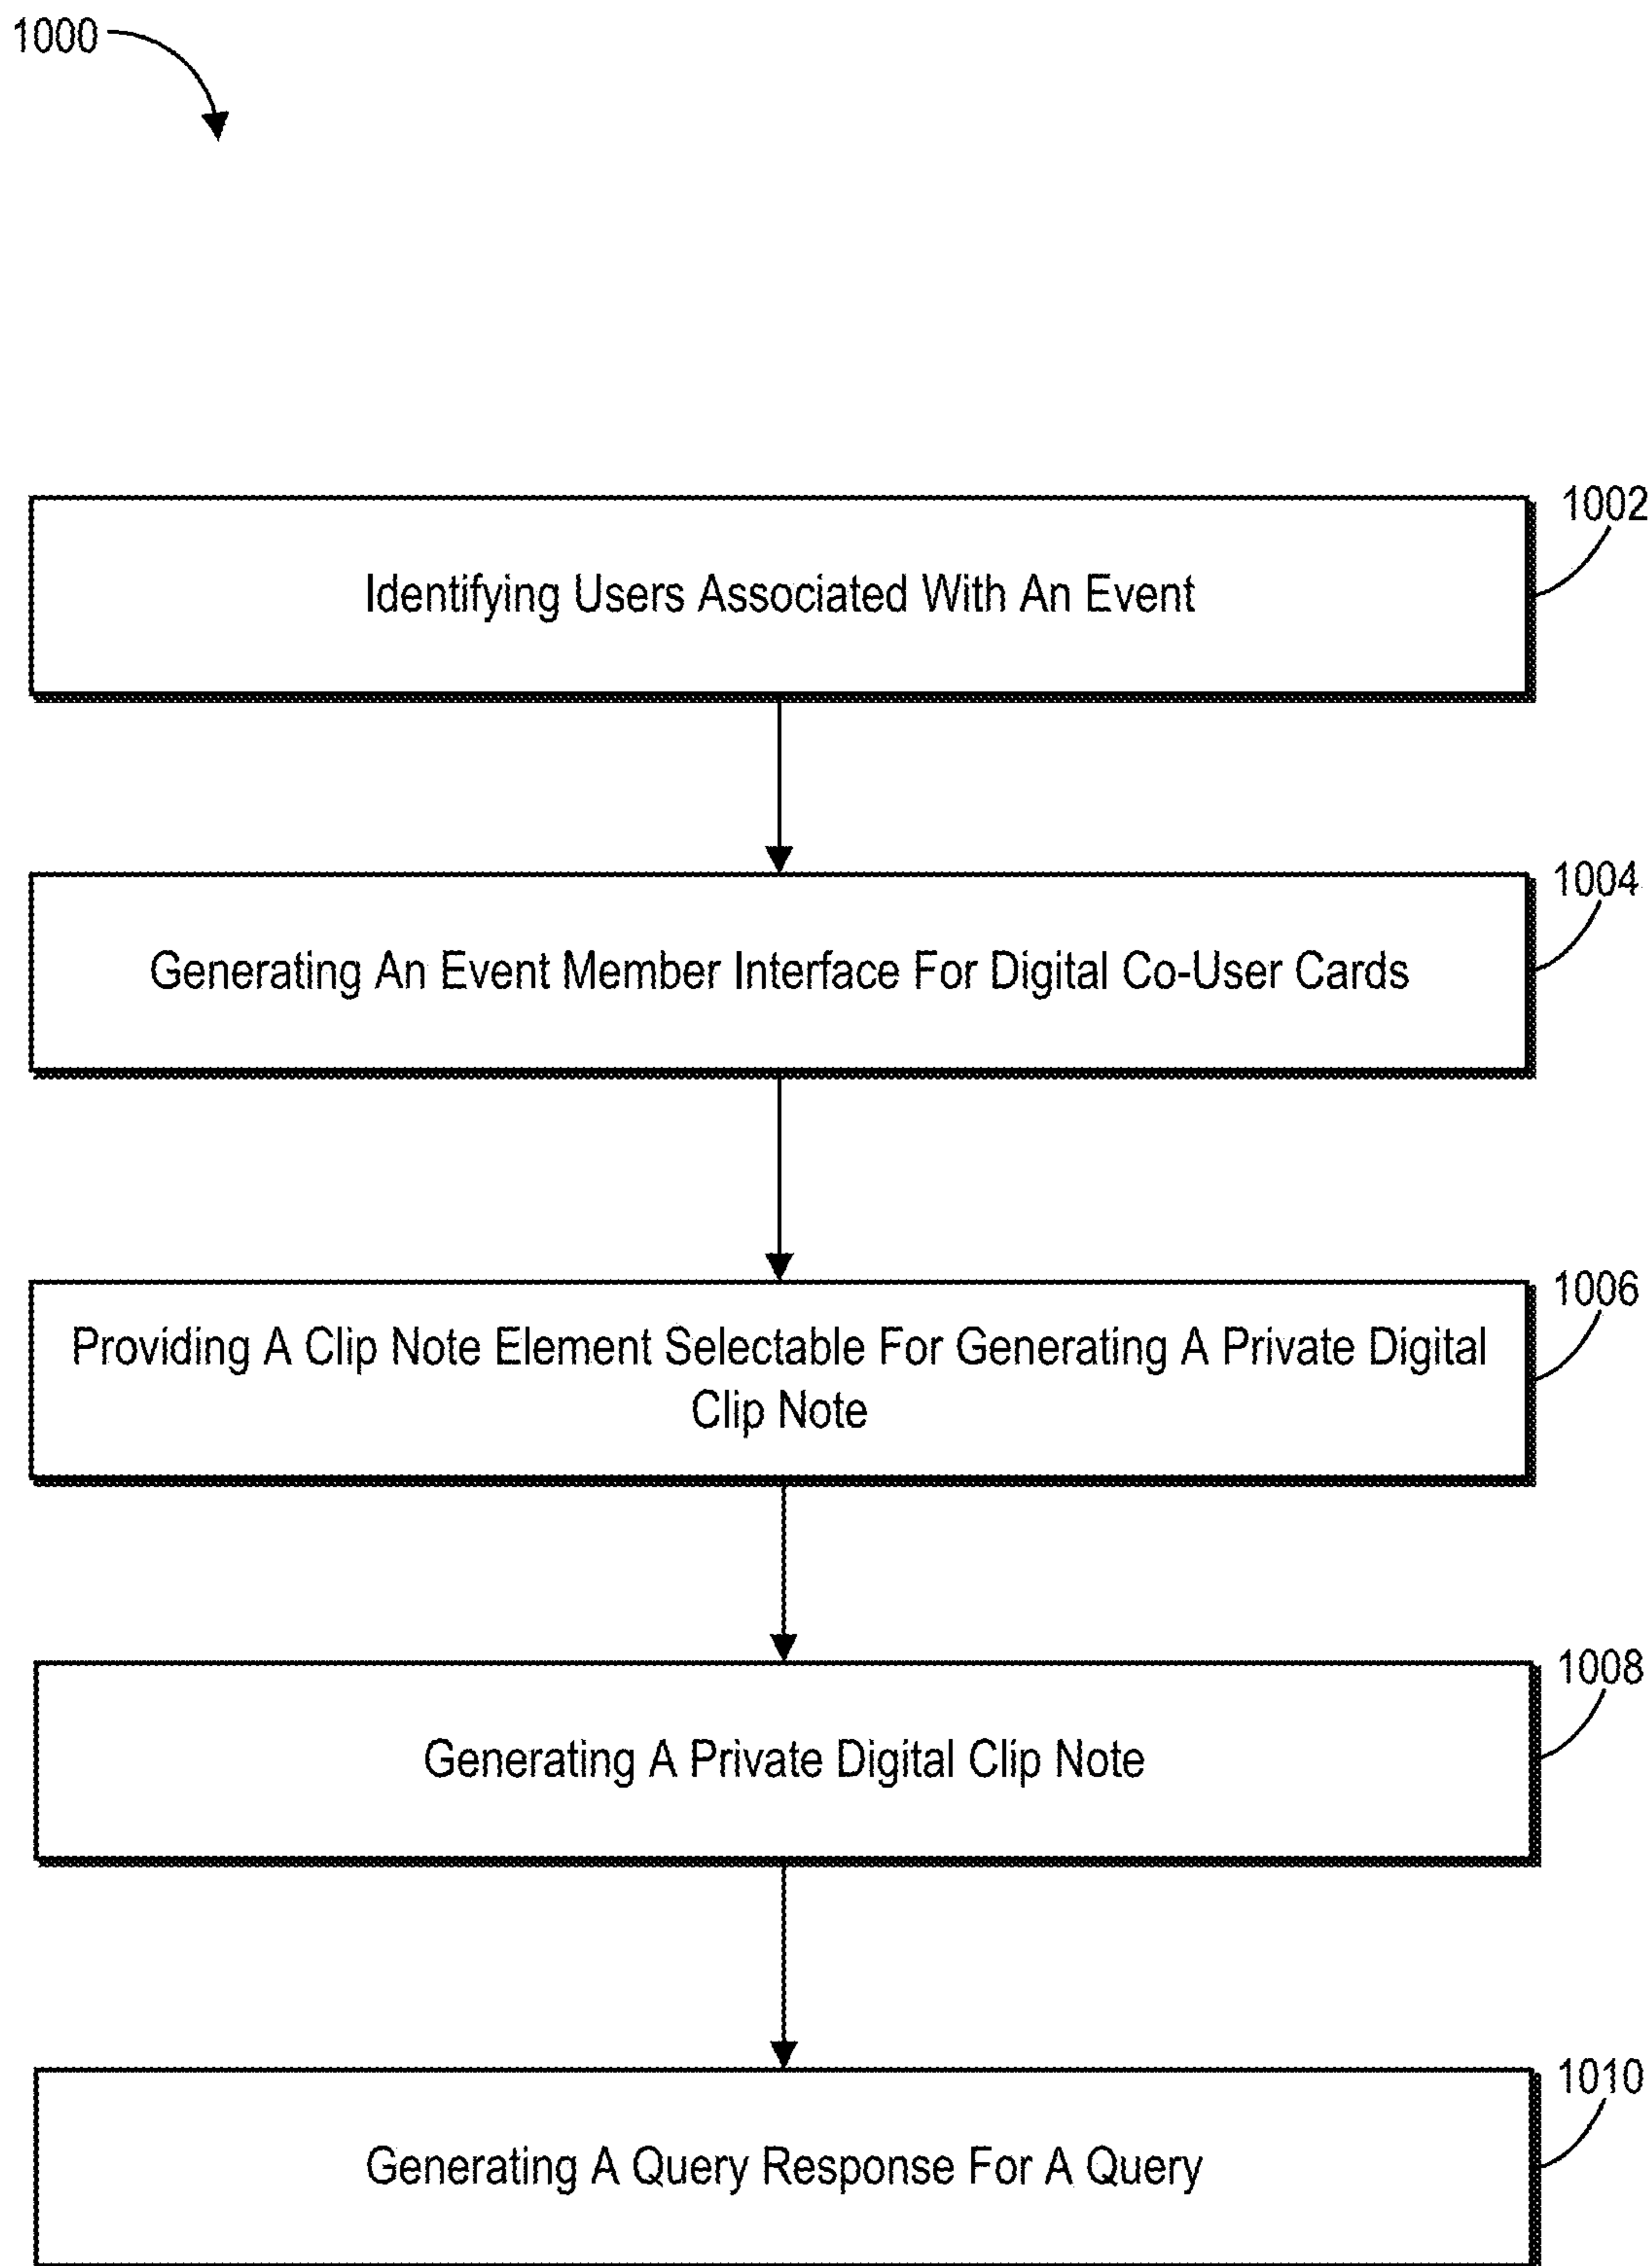 1000
1002
Identifying Users Associated With An Event
1004
Generating An Event Member Interface For Digital Co-User Cards
1006
Providing A Clip Note Element Selectable For Generating A Private Digital
Clip Note
1008
Generating A Private Digital Clip Note
1010
Generating A Query Response For A Query